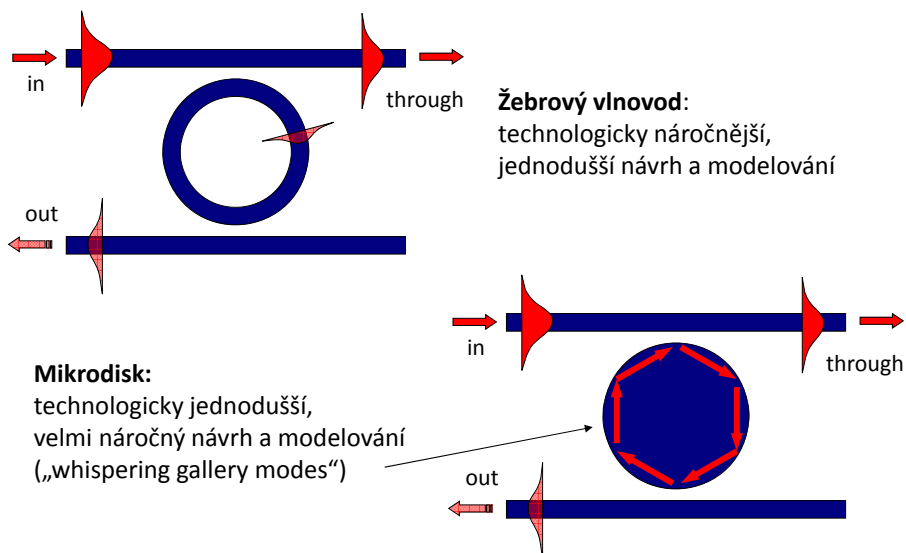 in
through
Žebrový vlnovod:
technologicky náročnější,
jednodušší návrh a modelování
out
in
through
Mikrodisk:
technologicky jednodušší,
velmi náročný návrh a modelování
(„whispering gallery modes“)
out